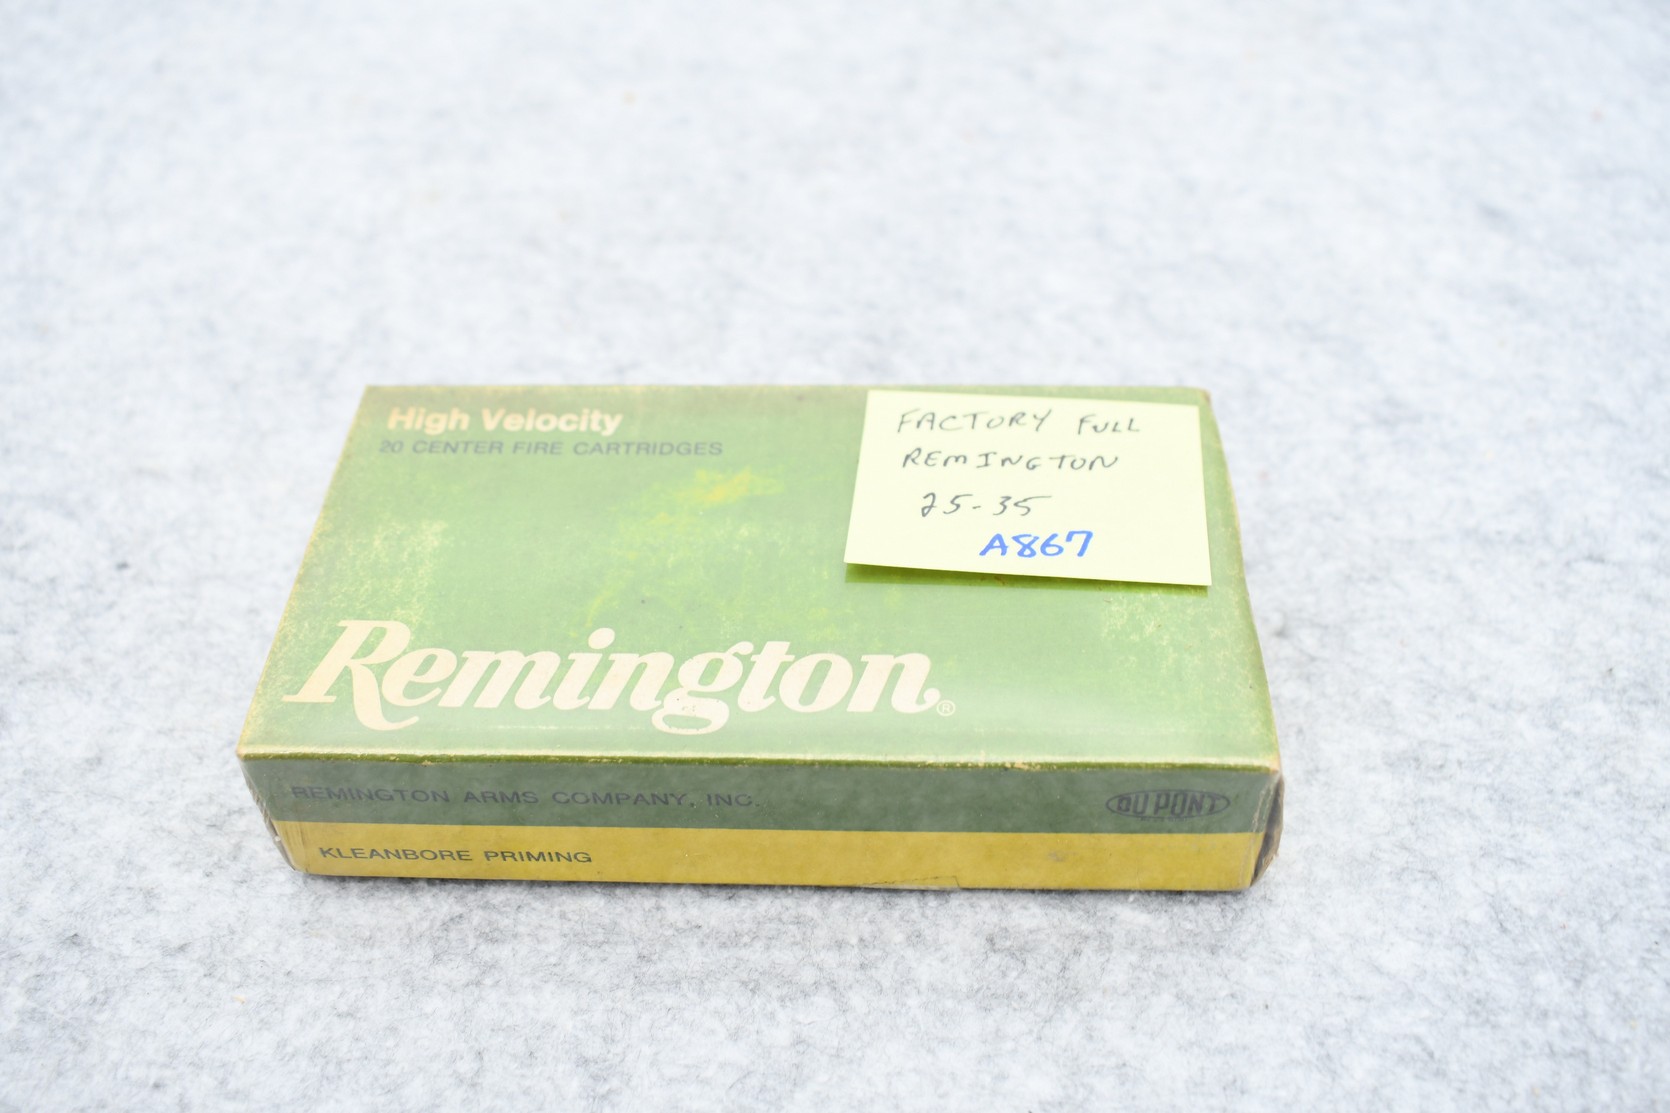 High Velocity
20 CENTER FIRE CARTRIDGES
FACTORY FULL
REMINGTON
25-35
A867
Remington®
REMINGTON ARMS COMPANY, INC.
DU PONT
KLEANBORE PRIMING